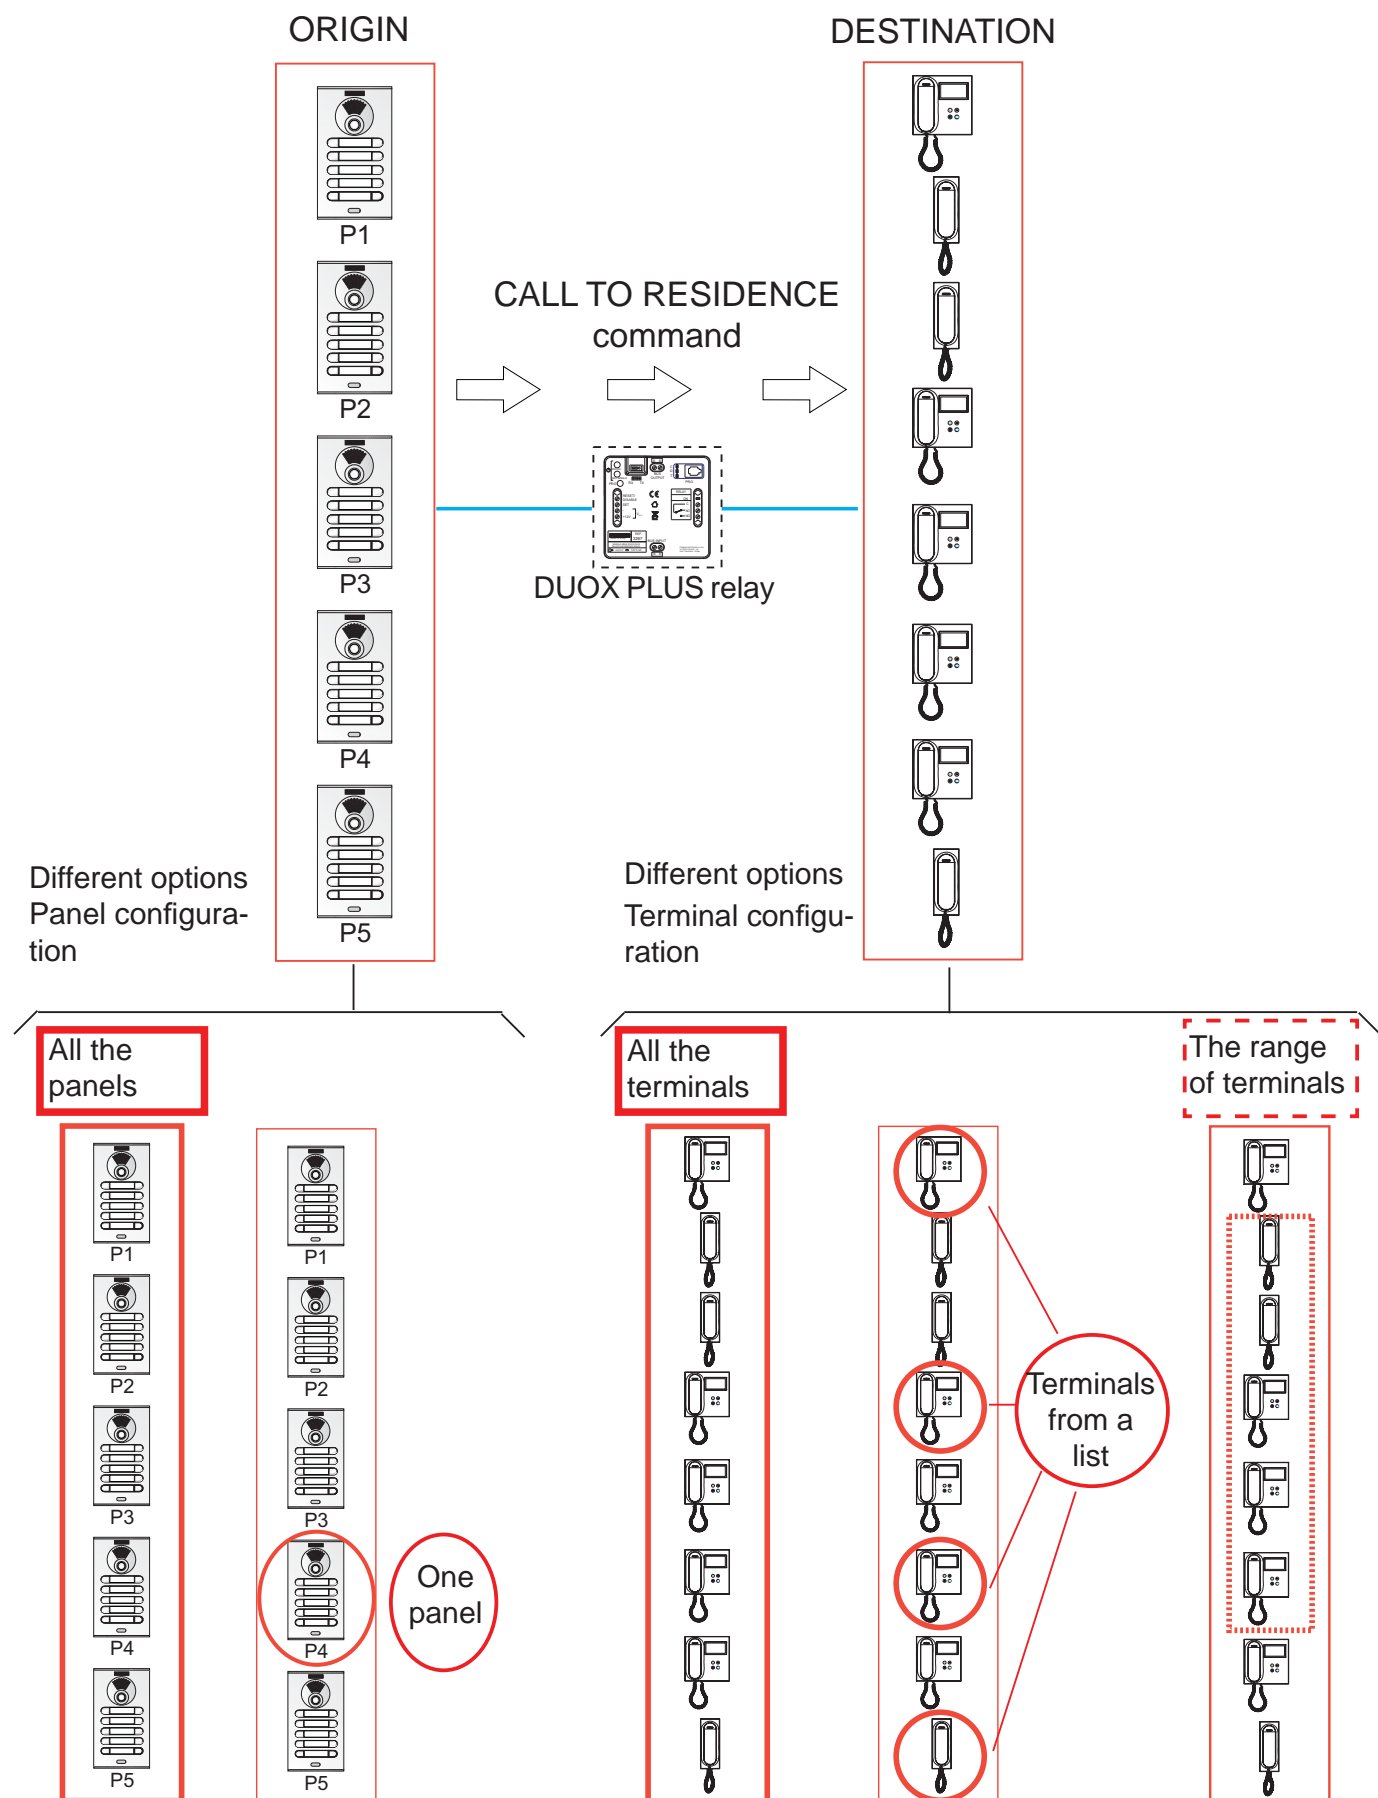 ORIGIN
DESTINATION
P1
P2
P3
P4
P5
CALL TO RESIDENCE
command
DUOX PLUS relay
Different options
Panel configura-
tion
Different options
Terminal configu-
ration
All the
panels
P1
P2
P3
P4
P5
P1
P2
P3
P4
P5
One
panel
All the
terminals
Terminals
from a
list
The range
of terminals